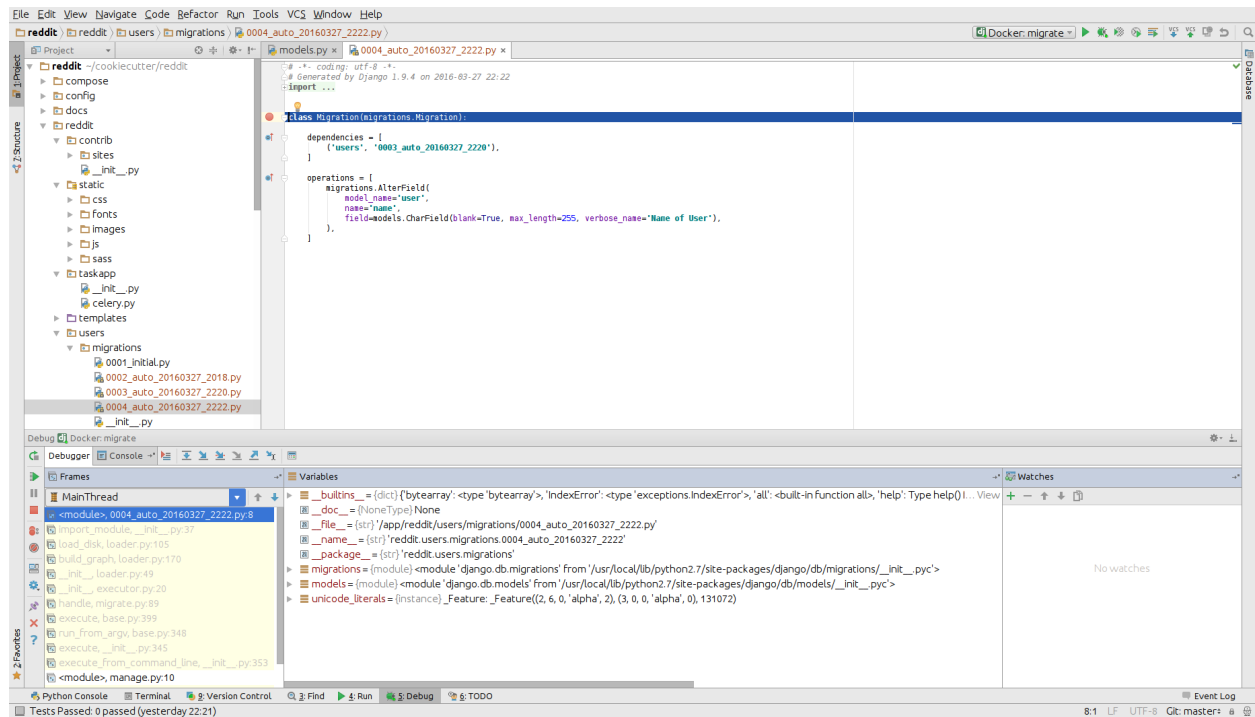 File Edit View Navigate Code Refactor Run Tools VCS Window Help
reddit reddit users migrations 0004_auto_20160327_2222.py
Docker: migrate
Project
models.py × 0004_auto_20160327_2222.py ×
1: Project
Z: Structure
2: Favorites
Database
reddit ~/cookiecutter/reddit
compose
config
docs
reddit
contrib
sites
__init__.py
static
css
fonts
images
js
sass
taskapp
__init__.py
celery.py
templates
users
migrations
0001_initial.py
0002_auto_20160327_2018.py
0003_auto_20160327_2220.py
0004_auto_20160327_2222.py
__init__.py
# -*- coding: utf-8 -*-
# Generated by Django 1.9.4 on 2016-03-27 22:22
import ...
class Migration(migrations.Migration):
dependencies = [
('users', '0003_auto_20160327_2220'),
]
operations = [
migrations.AlterField(
model_name='user',
name='name',
field=models.CharField(blank=True, max_length=255, verbose_name='Name of User'),
),
]
Debug Docker: migrate
Debugger Console
Frames
MainThread
<module>, 0004_auto_20160327_2222.py:8
import_module, __init__.py:37
load_disk, loader.py:105
build_graph, loader.py:170
__init__, loader.py:49
__init__, executor.py:20
handle, migrate.py:89
execute, base.py:399
run_from_argv, base.py:348
execute, __init__.py:345
execute_from_command_line, __init__.py:353
<module>, manage.py:10
Variables
__builtins__ = {dict} {'bytearray': <type 'bytearray'>, 'IndexError': <type 'exceptions.IndexError'>, 'all': <built-in function all>, 'help': Type help() I... View
__doc__ = {NoneType} None
__file__ = {str} '/app/reddit/users/migrations/0004_auto_20160327_2222.py'
__name__ = {str} 'reddit.users.migrations.0004_auto_20160327_2222'
__package__ = {str} 'reddit.users.migrations'
migrations = {module} <module 'django.db.migrations' from '/usr/local/lib/python2.7/site-packages/django/db/migrations/__init__.pyc'>
models = {module} <module 'django.db.models' from '/usr/local/lib/python2.7/site-packages/django/db/models/__init__.pyc'>
unicode_literals = {instance} _Feature: _Feature((2, 6, 0, 'alpha', 2), (3, 0, 0, 'alpha', 0), 131072)
Watches
No watches
Python Console Terminal 9: Version Control 3: Find 4: Run 5: Debug 6: TODO Event Log
Tests Passed: 0 passed (yesterday 22:21) 8:1 LF UTF-8 Git: master